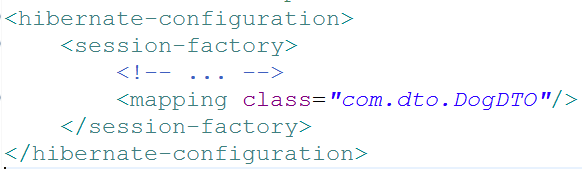 <hibernate-configuration>
<session-factory>
<!-- ... -->
<mapping class="com.dto.DogDTO"/>
</session-factory>
</hibernate-configuration>